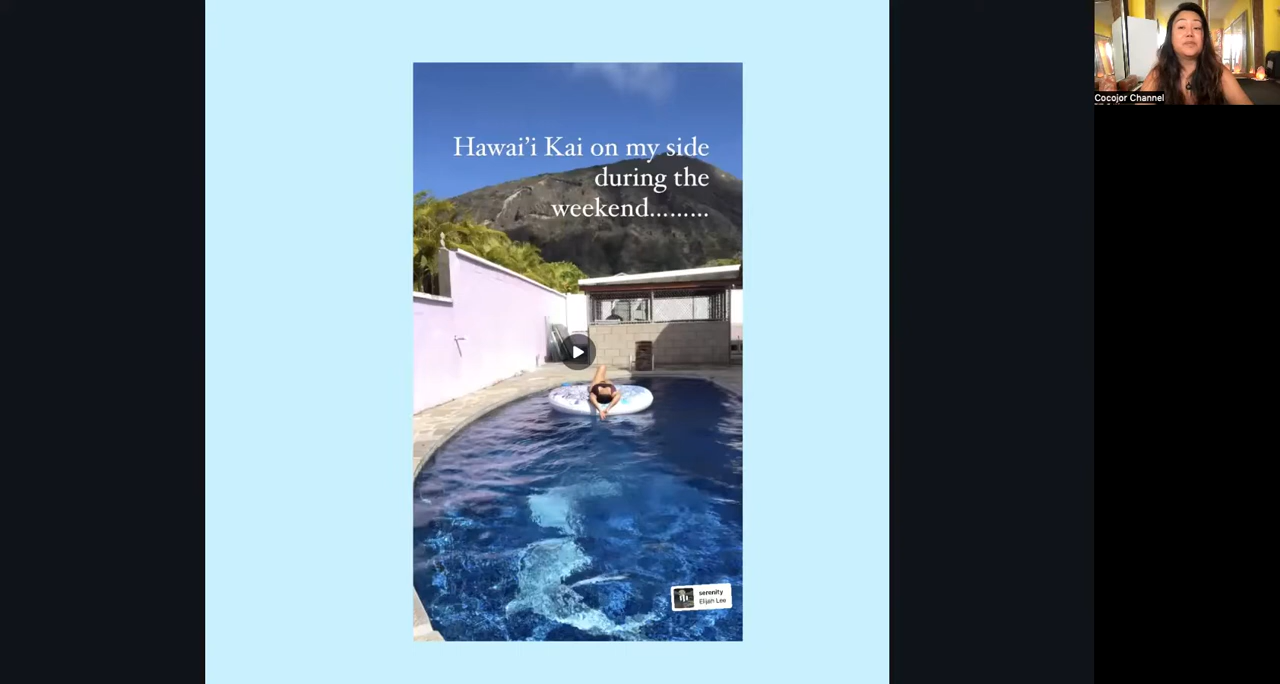 Hawai’i Kai on my side
during the
weekend.........
serenity
Elijah Lee
Cocojor Channel